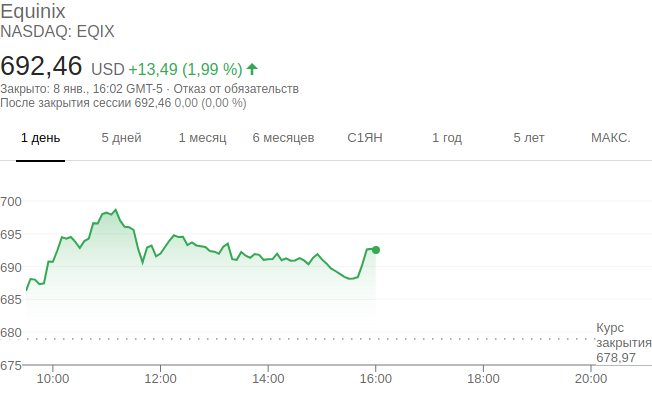 Equinix
NASDAQ: EQIX
692,46 USD +13,49 (1,99 %)
Закрыто: 8 янв., 16:02 GMT-5 · Отказ от обязательств
После закрытия сессии 692,46 0,00 (0,00 %)
1 день 5 дней 1 месяц 6 месяцев С1ЯН 1 год 5 лет МАКС.
700
695
690
685
680
Курс
закрытия
678,97
675
10:00 12:00 14:00 16:00 18:00 20:00